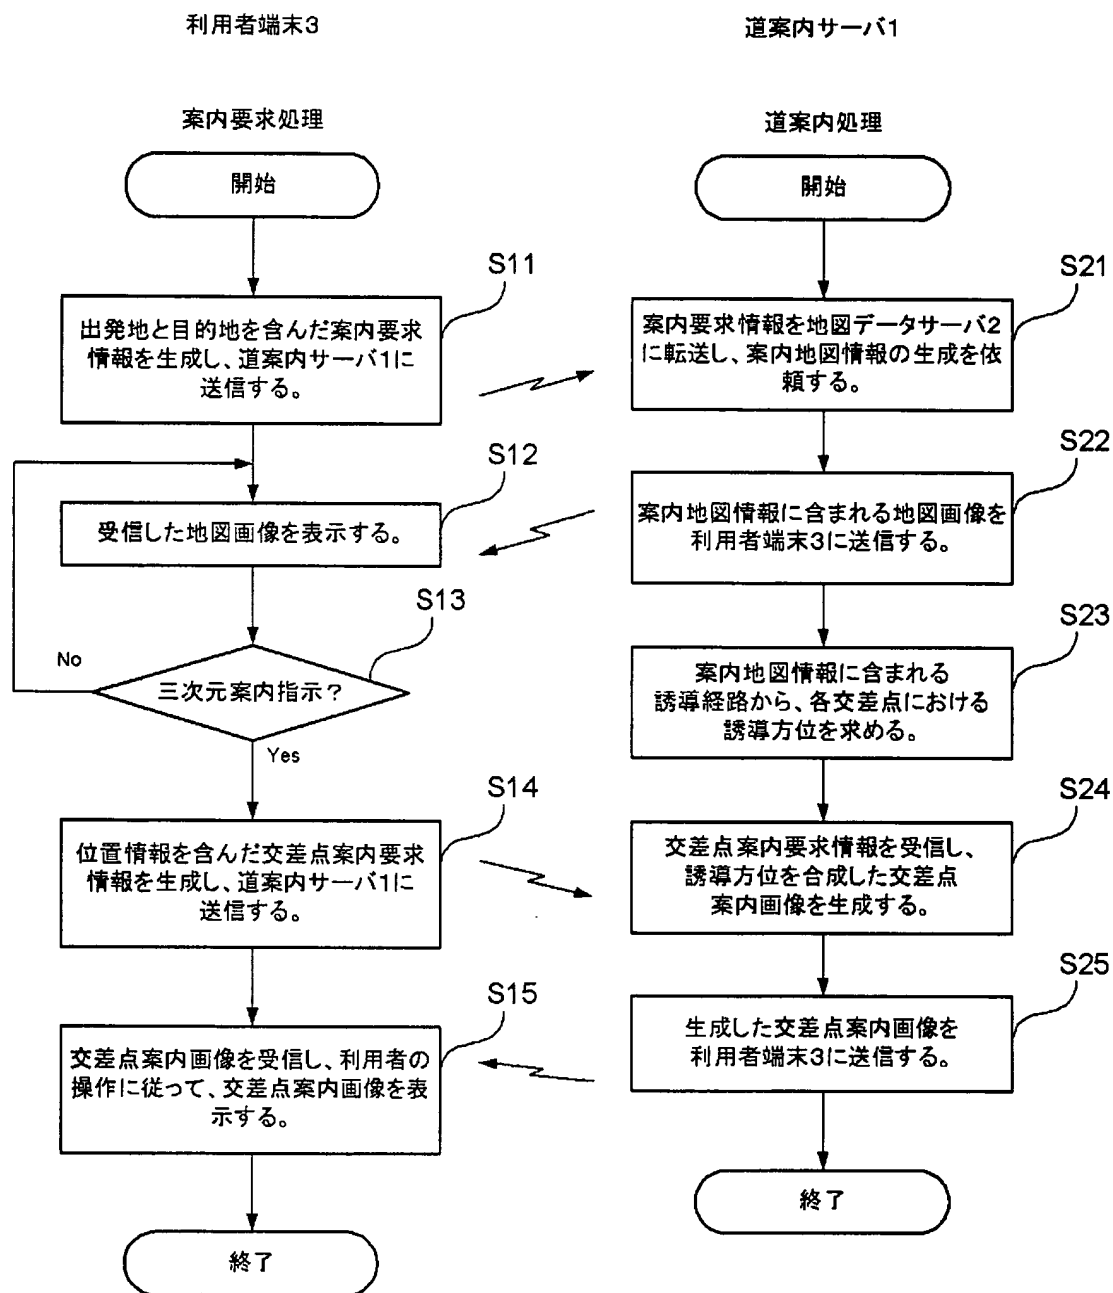 利用者端末3
案内要求処理
開始
S11
出発地と目的地を含んだ案内要求
情報を生成し、道案内サーバ1に
送信する。
S12
受信した地図画像を表示する。
S13
三次元案内指示？
No
Yes
S14
位置情報を含んだ交差点案内要求
情報を生成し、道案内サーバ1に
送信する。
S15
交差点案内画像を受信し、利用者の
操作に従って、交差点案内画像を表
示する。
終了
道案内サーバ1
道案内処理
開始
S21
案内要求情報を地図データサーバ2
に転送し、案内地図情報の生成を依
頼する。
S22
案内地図情報に含まれる地図画像を
利用者端末3に送信する。
S23
案内地図情報に含まれる
誘導経路から、各交差点における
誘導方位を求める。
S24
交差点案内要求情報を受信し、
誘導方位を合成した交差点
案内画像を生成する。
S25
生成した交差点案内画像を
利用者端末3に送信する。
終了